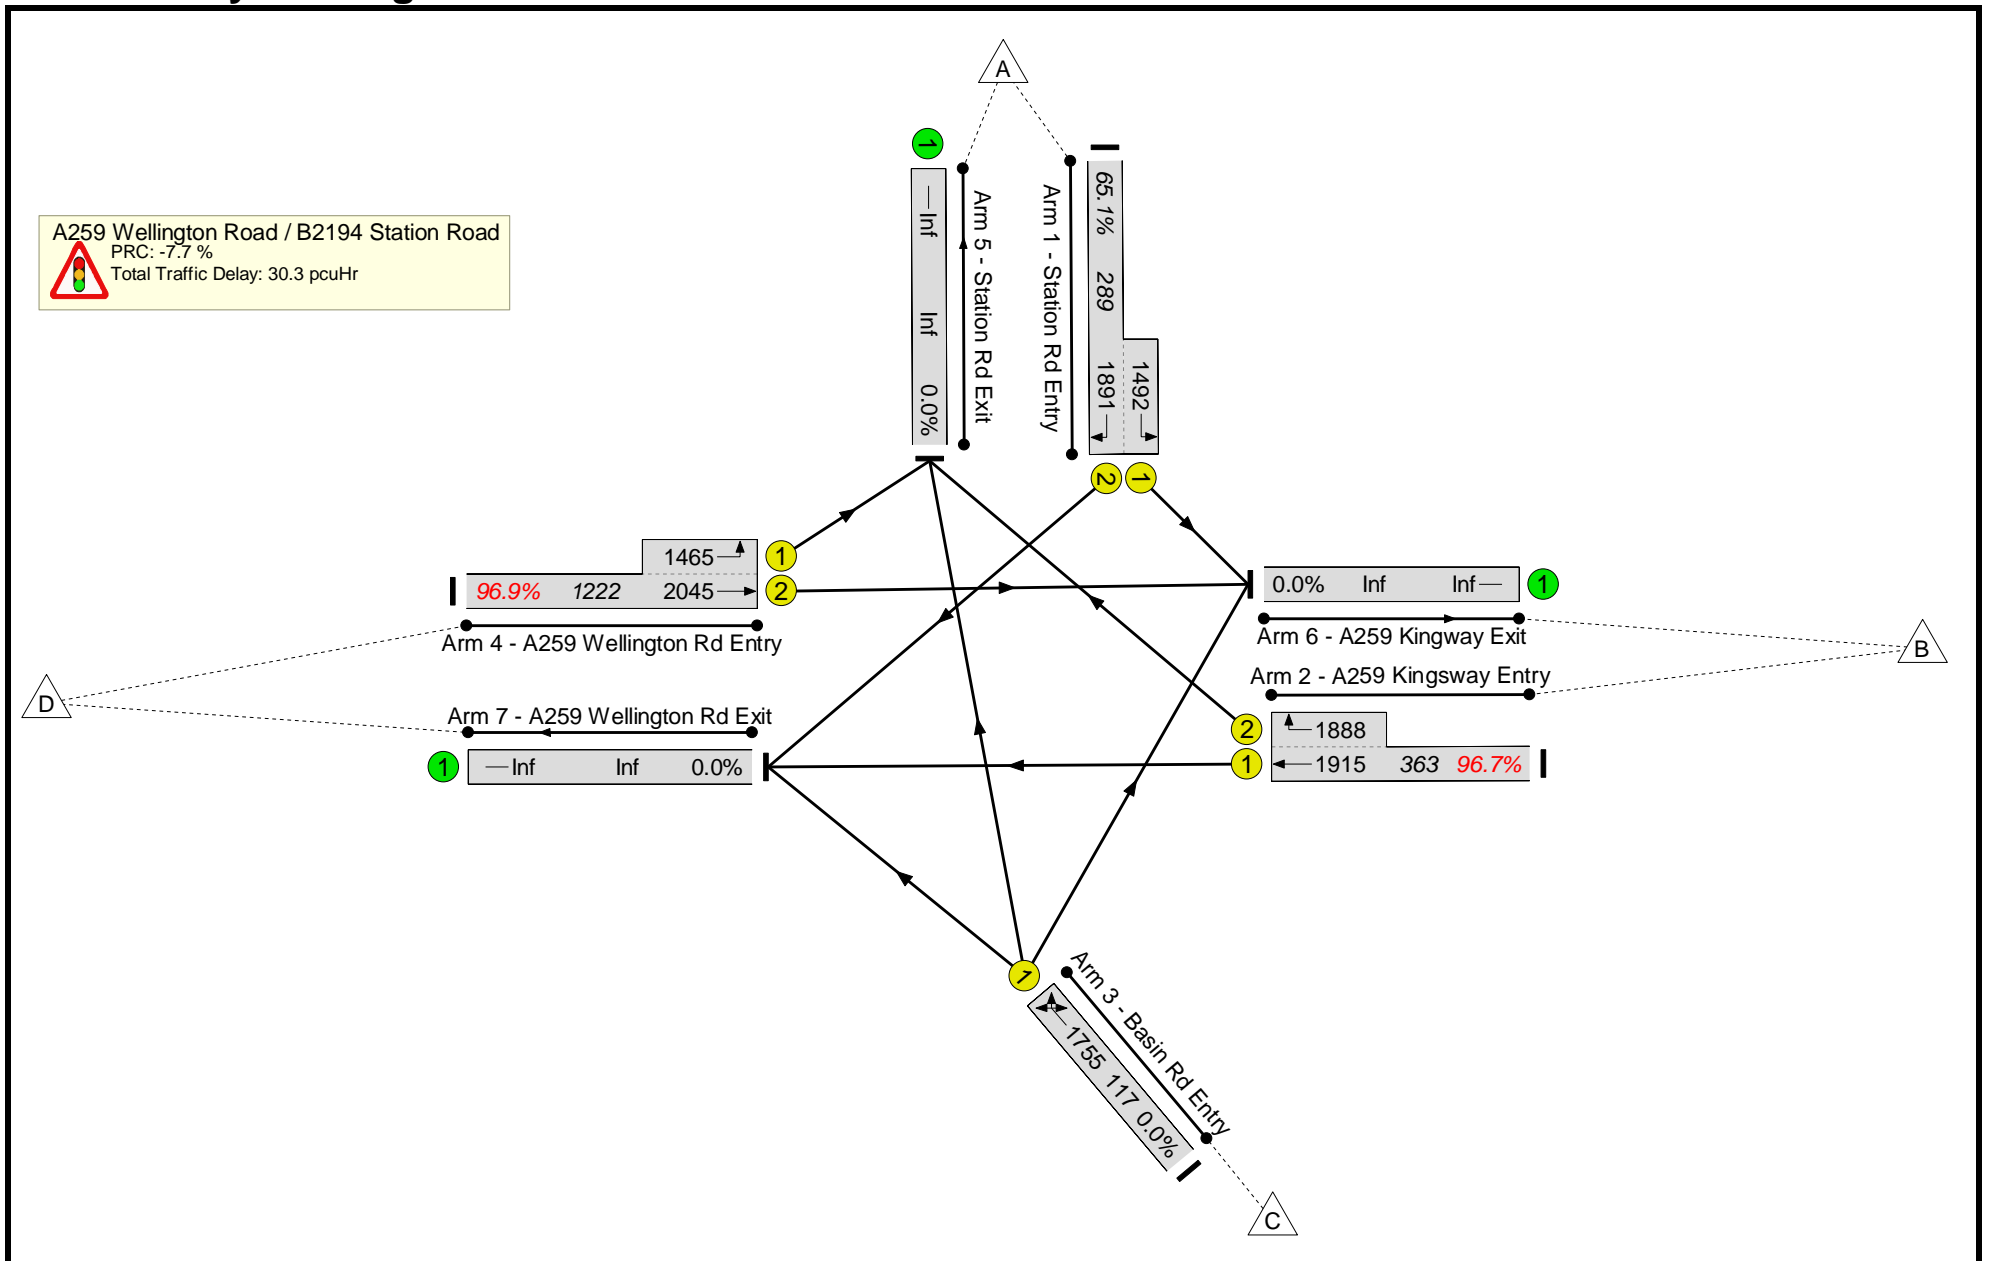 A
A259 Wellington Road / B2194 Station Road
PRC: -7.7 %
Total Traffic Delay: 30.3 pcuHr
1
Inf
Inf
0.0%
Arm 5 - Station Rd Exit
Arm 1 - Station Rd Entry
65.1%
289
1891
1492
2
1
1465
1
96.9%
1222
2045
2
Arm 4 - A259 Wellington Rd Entry
0.0%
Inf
Inf
1
Arm 6 - A259 Kingway Exit
B
Arm 2 - A259 Kingsway Entry
D
Arm 7 - A259 Wellington Rd Exit
1
Inf
Inf
0.0%
2
1888
1
1915
363
96.7%
1
Arm 3 - Basin Rd Entry
1755
117
0.0%
C